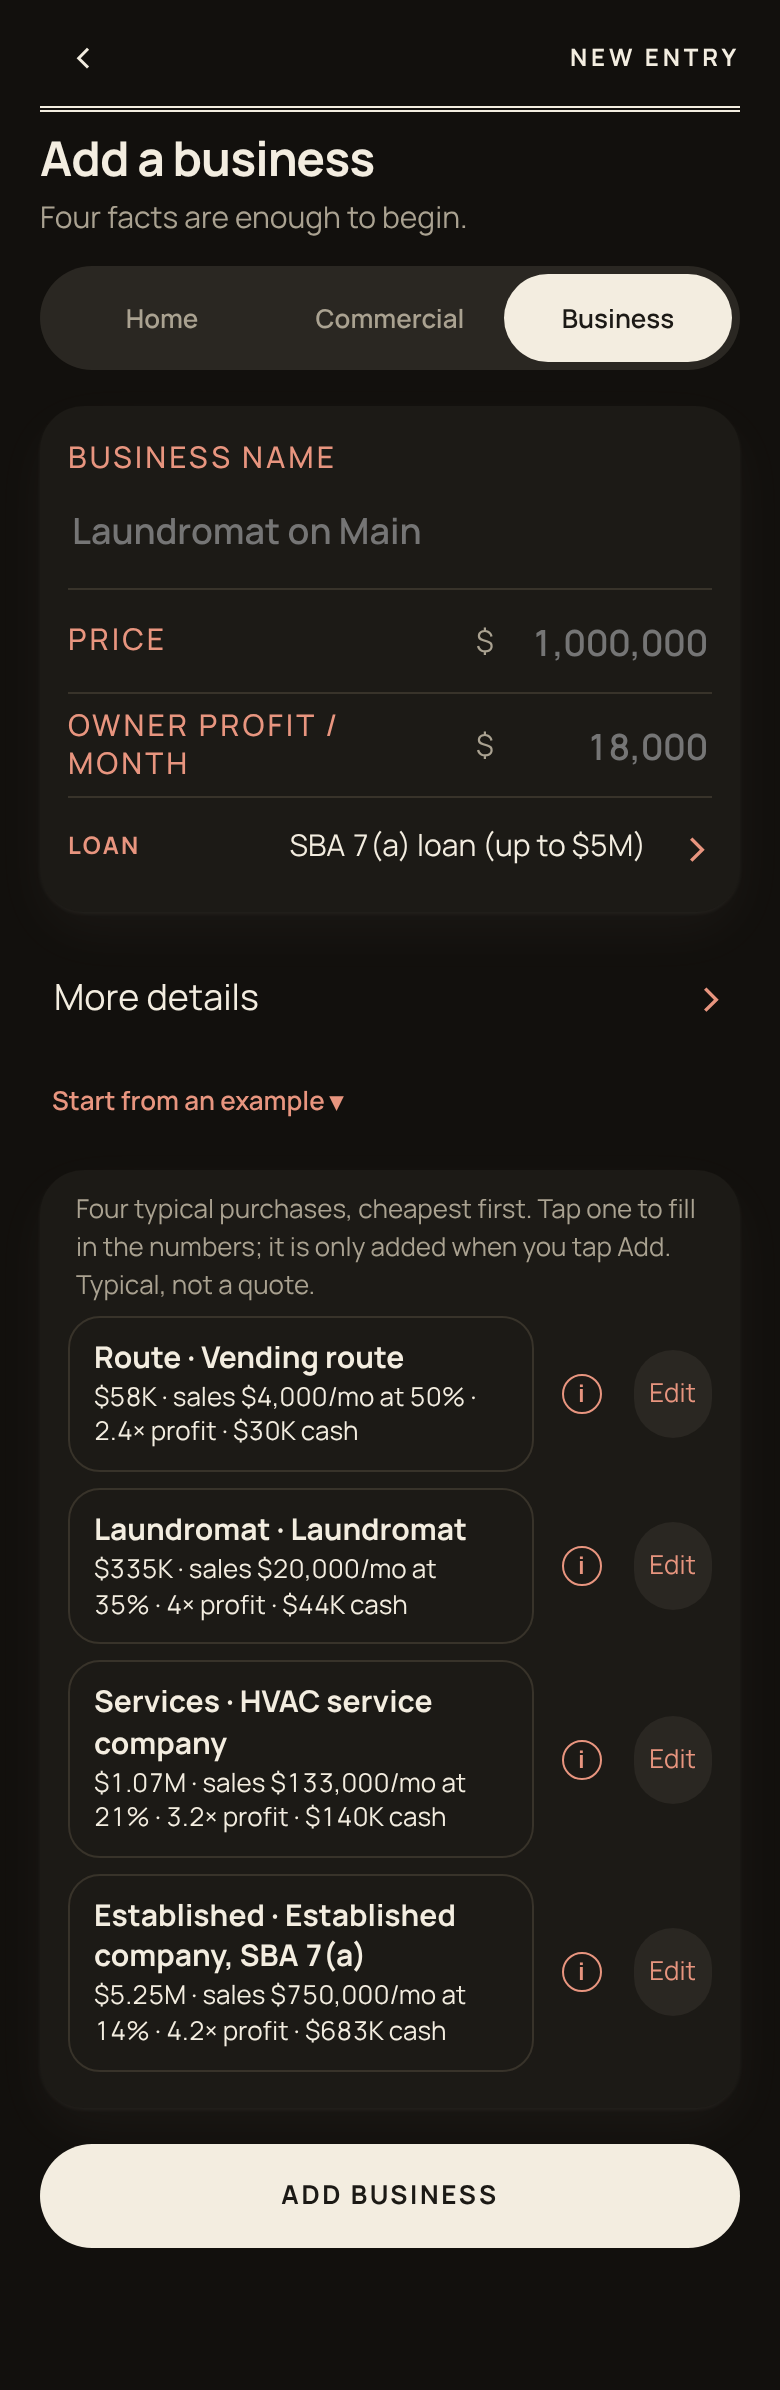 NEW ENTRY
Add a business
Four facts are enough to begin.
Home
Commercial
Business
BUSINESS NAME
Laundromat on Main
PRICE
$ 1,000,000
OWNER PROFIT /
MONTH
$ 18,000
LOAN
SBA 7(a) loan (up to $5M)
More details
Start from an example ▾
Four typical purchases, cheapest first. Tap one to fill
in the numbers; it is only added when you tap Add.
Typical, not a quote.
Route · Vending route
$58K · sales $4,000/mo at 50% ·
2.4× profit · $30K cash
i
Edit
Laundromat · Laundromat
$335K · sales $20,000/mo at
35% · 4× profit · $44K cash
i
Edit
Services · HVAC service
company
$1.07M · sales $133,000/mo at
21% · 3.2× profit · $140K cash
i
Edit
Established · Established
company, SBA 7(a)
$5.25M · sales $750,000/mo at
14% · 4.2× profit · $683K cash
i
Edit
ADD BUSINESS